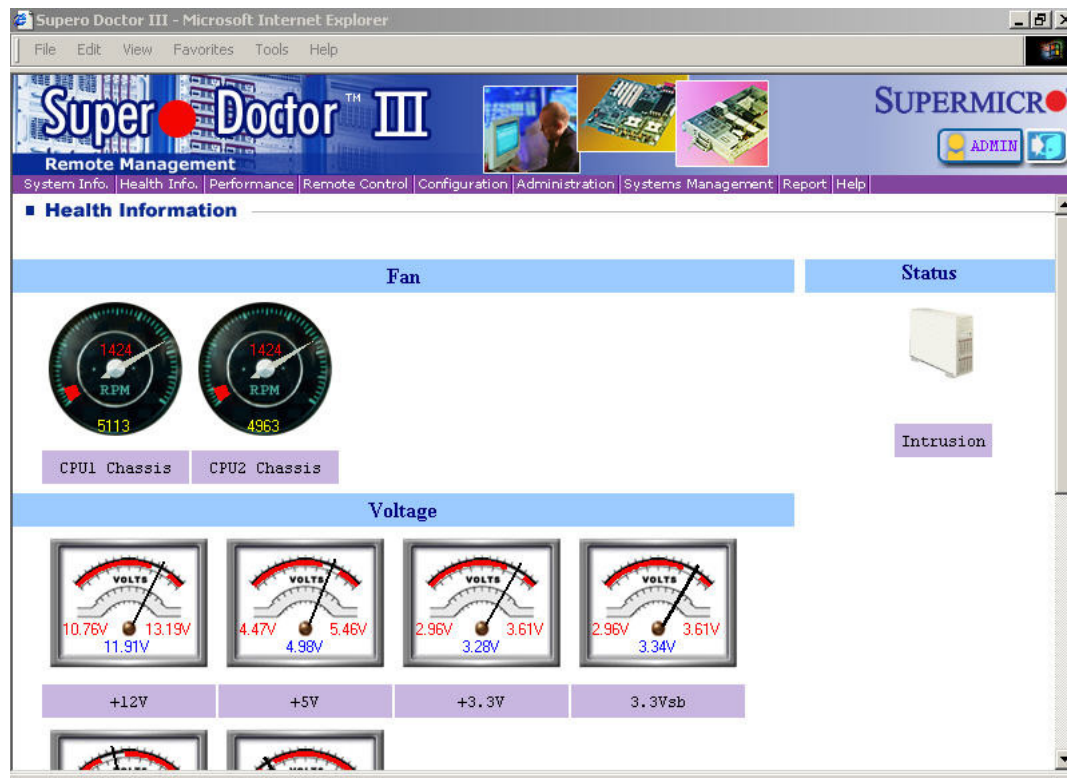 Supero Doctor III - Microsoft Internet Explorer
File Edit View Favorites Tools Help
Super Doctor™ III
SUPERMICR
Remote Management
ADMIN
System Info. Health Info. Performance Remote Control Configuration Administration Systems Management Report Help
Health Information
Fan
Status
1424
RPM
5113
1424
RPM
4963
CPU1 Chassis
CPU2 Chassis
Intrusion
Voltage
VOLTS
10.76V 13.19V
11.91V
VOLTS
4.47V 5.46V
4.98V
VOLTS
2.96V 3.61V
3.28V
VOLTS
2.96V 3.61V
3.34V
+12V
+5V
+3.3V
3.3Vsb